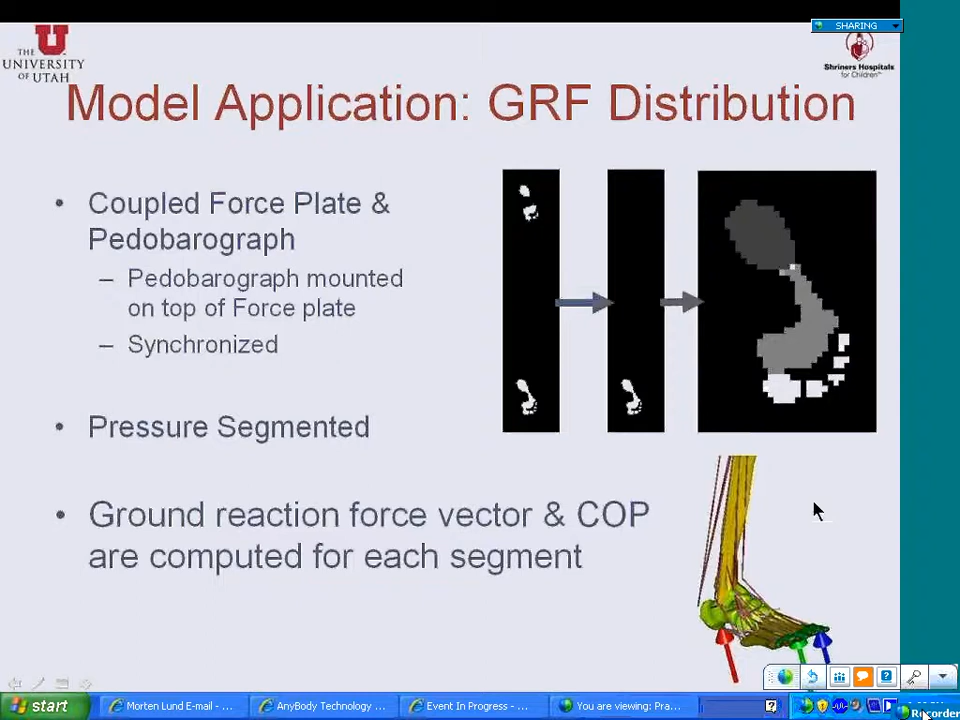 SHARING
THE
UNIVERSITY
OF UTAH
Shriners Hospitals
for Children™
Model Application: GRF Distribution
• Coupled Force Plate &
Pedobarograph
– Pedobarograph mounted
on top of Force plate
– Synchronized
• Pressure Segmented
• Ground reaction force vector & COP
are computed for each segment
start
Morten Lund E-mail - ...
AnyBody Technology ...
Event In Progress - ...
You are viewing: Pra...
Recorder